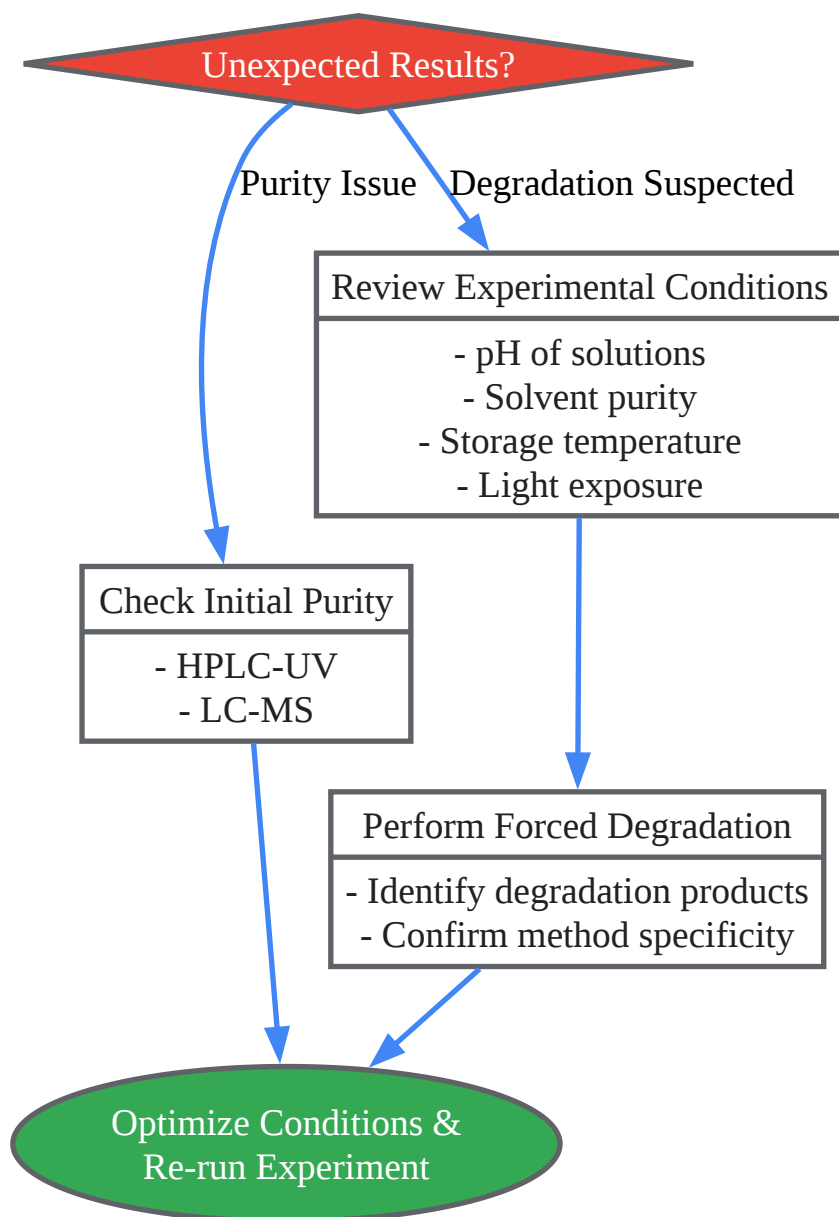 Unexpected Results?
Purity Issue
Degradation Suspected
Review Experimental Conditions
- pH of solutions
- Solvent purity
- Storage temperature
- Light exposure
Check Initial Purity
- HPLC-UV
- LC-MS
Perform Forced Degradation
- Identify degradation products
- Confirm method specificity
Optimize Conditions &
Re-run Experiment